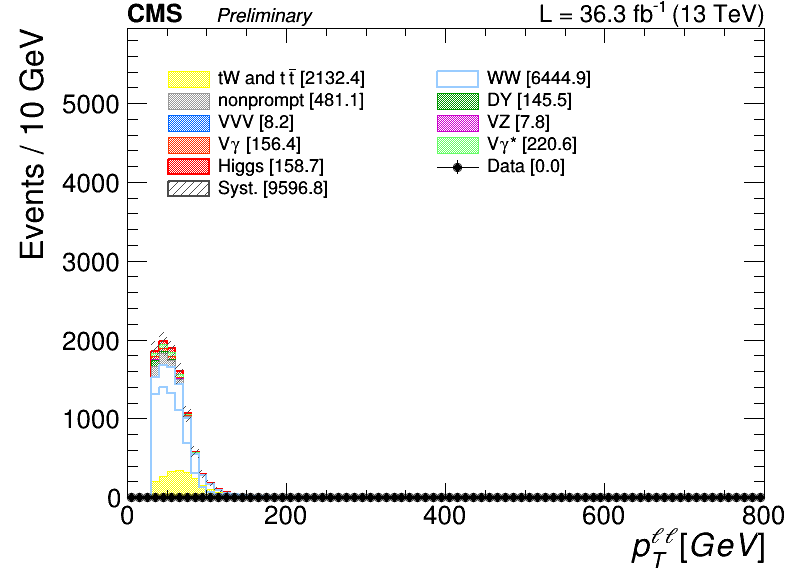 CMS Preliminary L = 36.3 fb⁻¹ (13 TeV)
Events / 10 GeV
5000
4000
3000
2000
1000
0
tW and tt̄ [2132.4]
nonprompt [481.1]
VVV [8.2]
Vγ [156.4]
Higgs [158.7]
Syst. [9596.8]
WW [6444.9]
DY [145.5]
VZ [7.8]
Vγ* [220.6]
Data [0.0]
0 200 400 600 800
p_T^ℓℓ [GeV]